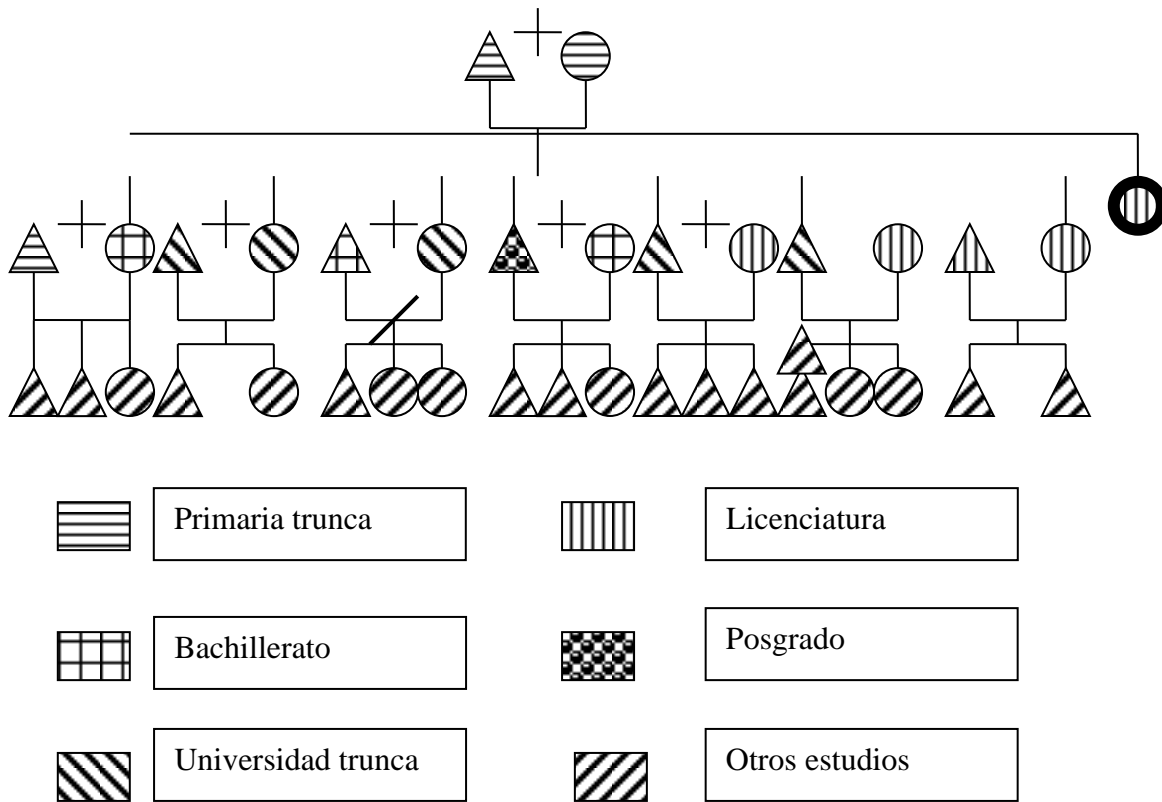 Primaria trunca
Licenciatura
Bachillerato
Posgrado
Universidad trunca
Otros estudios